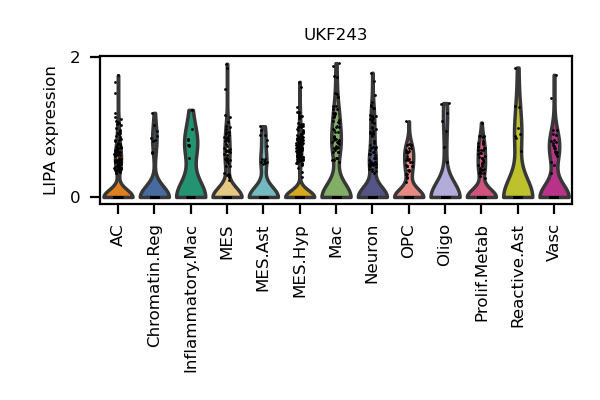 UKF243
2
LIPA expression
0
AC
Chromatin.Reg
Inflammatory.Mac
MES
MES.Ast
MES.Hyp
Mac
Neuron
OPC
Oligo
Prolif.Metab
Reactive.Ast
Vasc